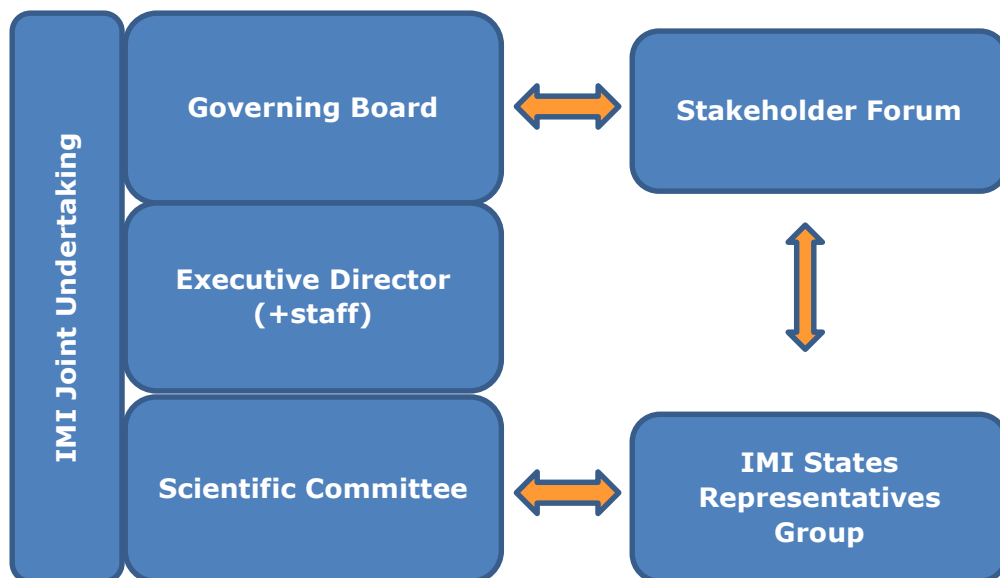 IMI Joint Undertaking
Governing Board
Stakeholder Forum
Executive Director
(+staff)
Scientific Committee
IMI States
Representatives
Group